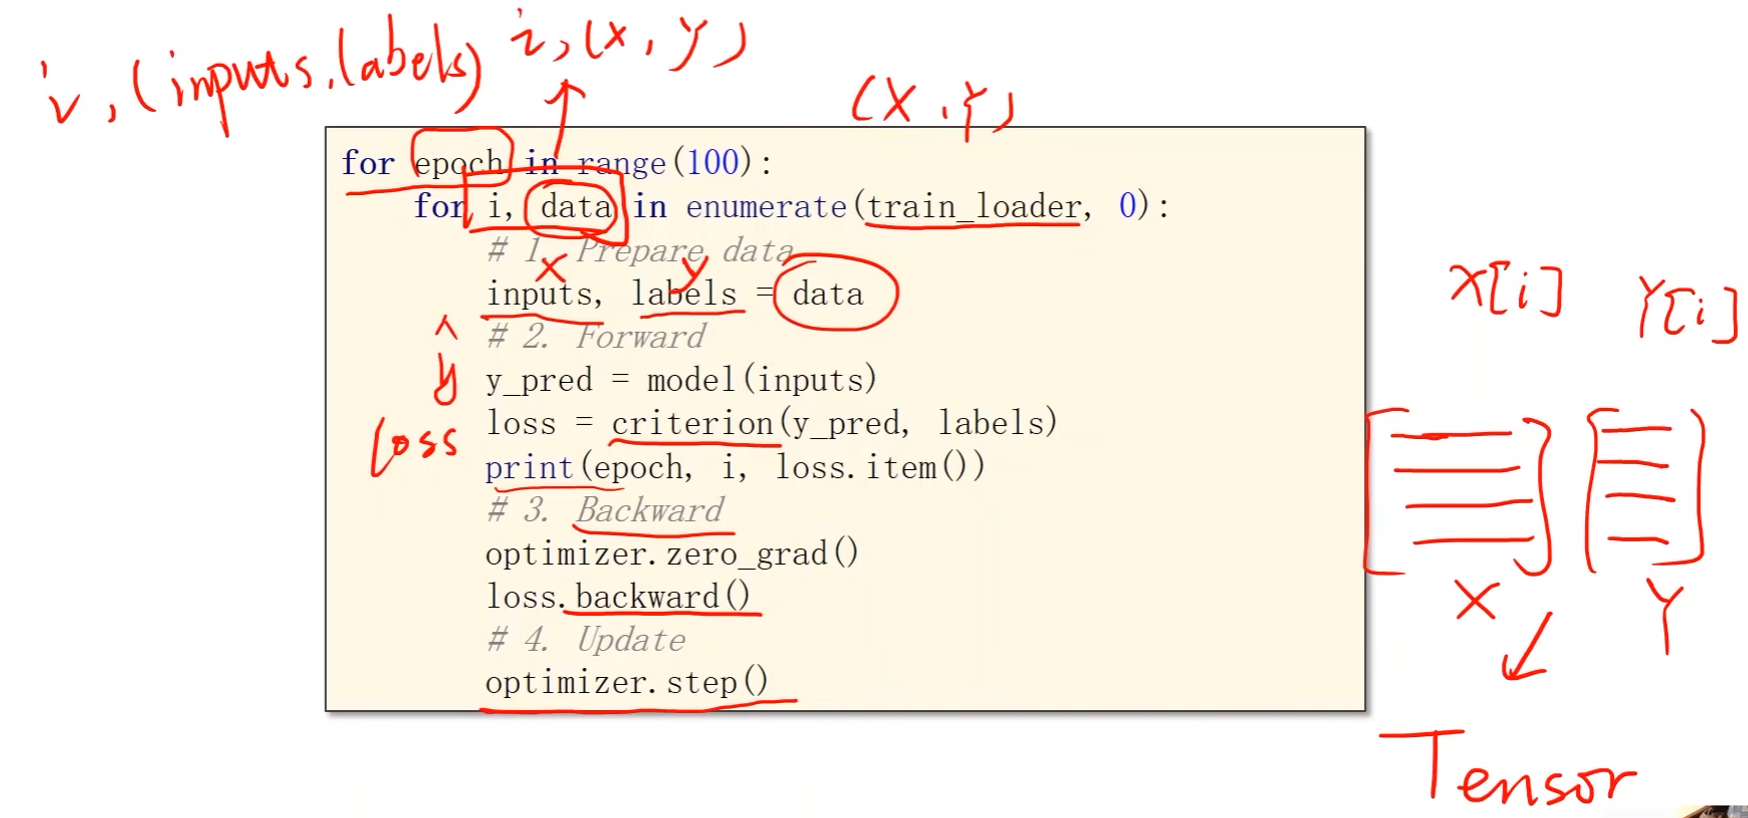 i, (inputs, labels) i, (x, y)
(X, Y)
for epoch in range(100):
for i, data in enumerate(train_loader, 0):
# 1. Prepare data
x y
inputs, labels = data
# 2. Forward
ŷ y_pred = model(inputs)
loss loss = criterion(y_pred, labels)
print(epoch, i, loss.item())
# 3. Backward
optimizer.zero_grad()
loss.backward()
# 4. Update
optimizer.step()
X[i] Y[i]
X Y
Tensor